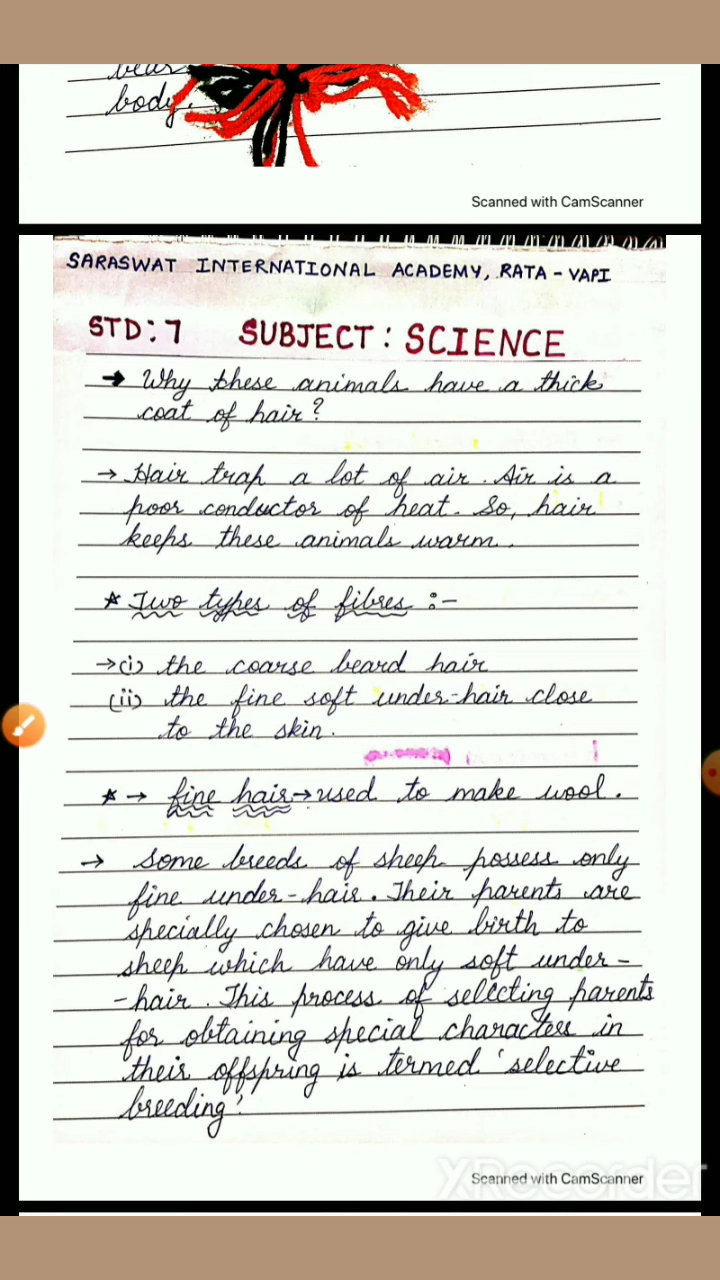 body.
Scanned with CamScanner
SARASWAT INTERNATIONAL ACADEMY, RATA - VAPI
STD: 7 SUBJECT: SCIENCE
→ Why these animals have a thick
coat of hair?
→ Hair trap a lot of air. Air is a
poor conductor of heat. So, hair
keeps these animals warm.
* Two types of fibres :-
→ (i) the coarse beard hair
(ii) the fine soft under-hair close
to the skin.
* → fine hair → used to make wool.
→ Some breeds of sheep possess only
fine under-hair. Their parents are
specially chosen to give birth to
sheep which have only soft under-
-hair. This process of selecting parents
for obtaining special characters in
their offspring is termed 'selective
breeding'.
XRecorder
Scanned with CamScanner